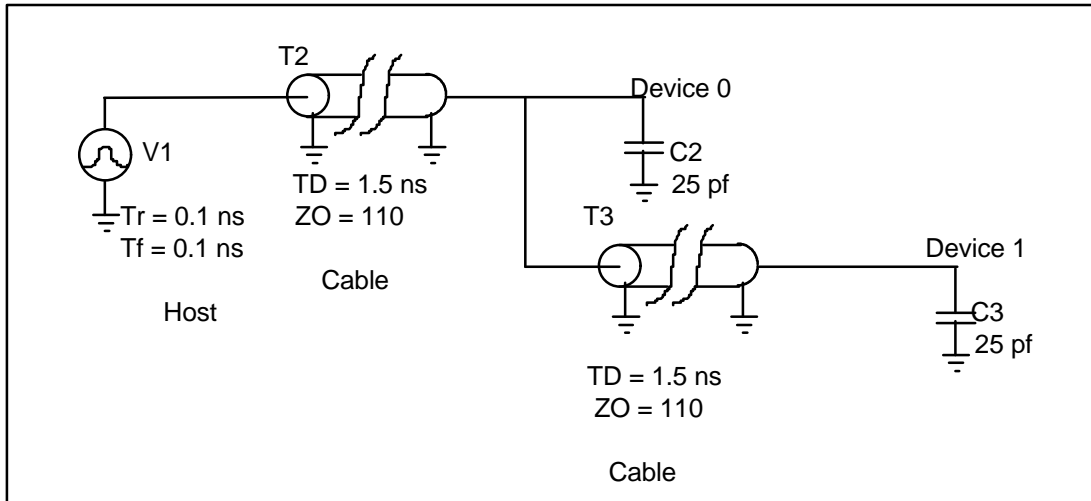 T2
Device 0
V1
C2
25 pf
TD = 1.5 ns
ZO = 110
T3
Tr = 0.1 ns
Tf = 0.1 ns
Device 1
Cable
Host
C3
25 pf
TD = 1.5 ns
ZO = 110
Cable